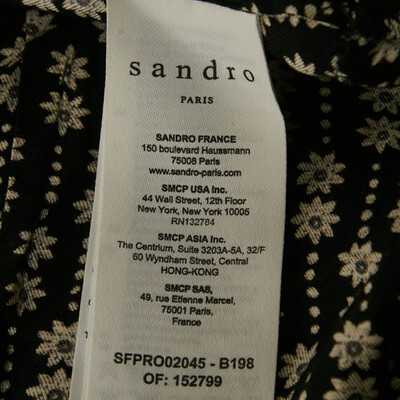 sandro
PARIS
SANDRO FRANCE
150 boulevard Haussmann
75008 Paris
www.sandro-paris.com
SMCP USA Inc.
44 Wall Street, 12th Floor
New York, New York 10005
RN132784
SMCP ASIA Inc.
The Centrium, Suite 3203A-5A, 32/F
60 Wyndham Street, Central
HONG-KONG
SMCP SAS,
49, rue Etienne Marcel,
75001 Paris,
France
SFPRO02045 - B198
OF: 152799